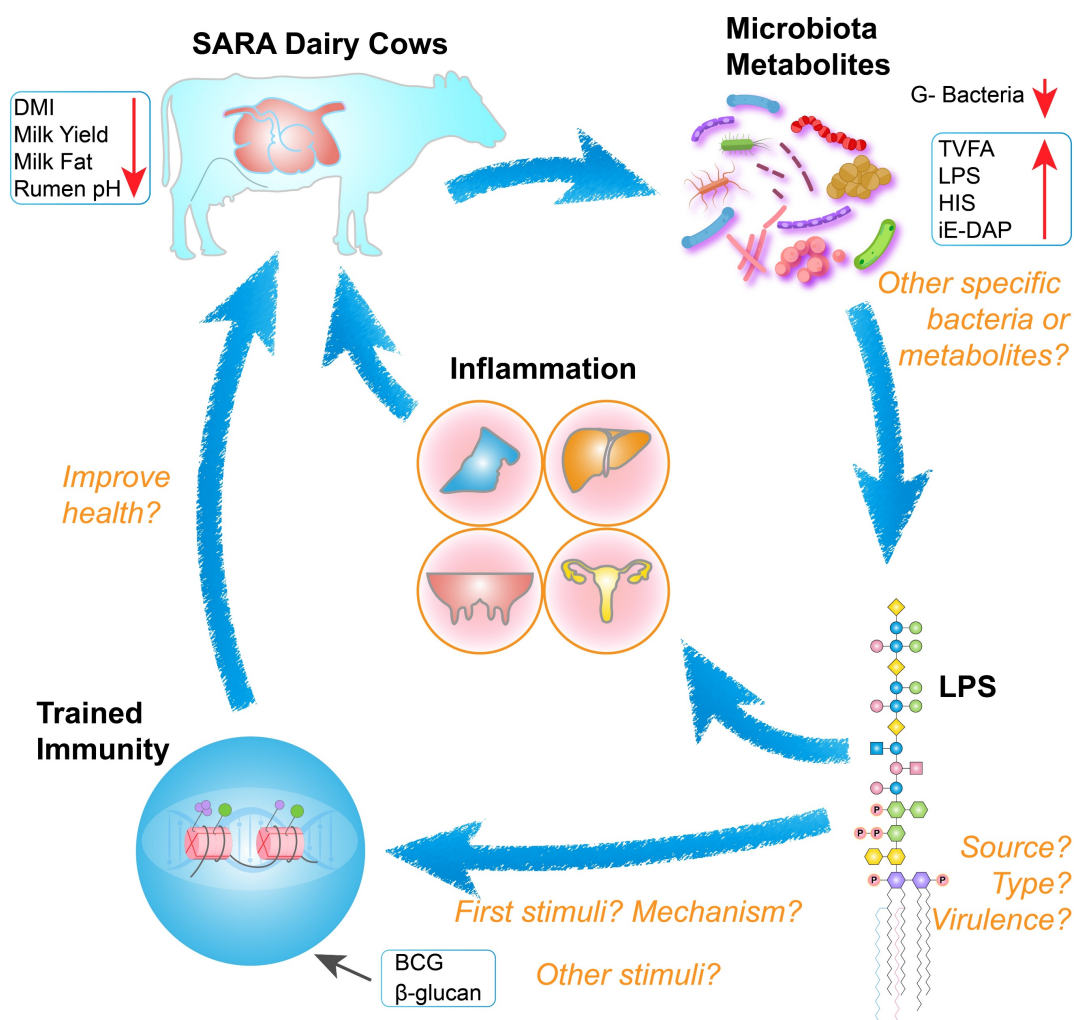 SARA Dairy Cows
DMI
Milk Yield
Milk Fat
Rumen pH
Microbiota
Metabolites
G- Bacteria
TVFA
LPS
HIS
iE-DAP
Other specific
bacteria or
metabolites?
Inflammation
Improve
health?
LPS
P
P P
P P
Source?
Type?
Virulence?
Trained
Immunity
First stimuli? Mechanism?
BCG
β-glucan
Other stimuli?